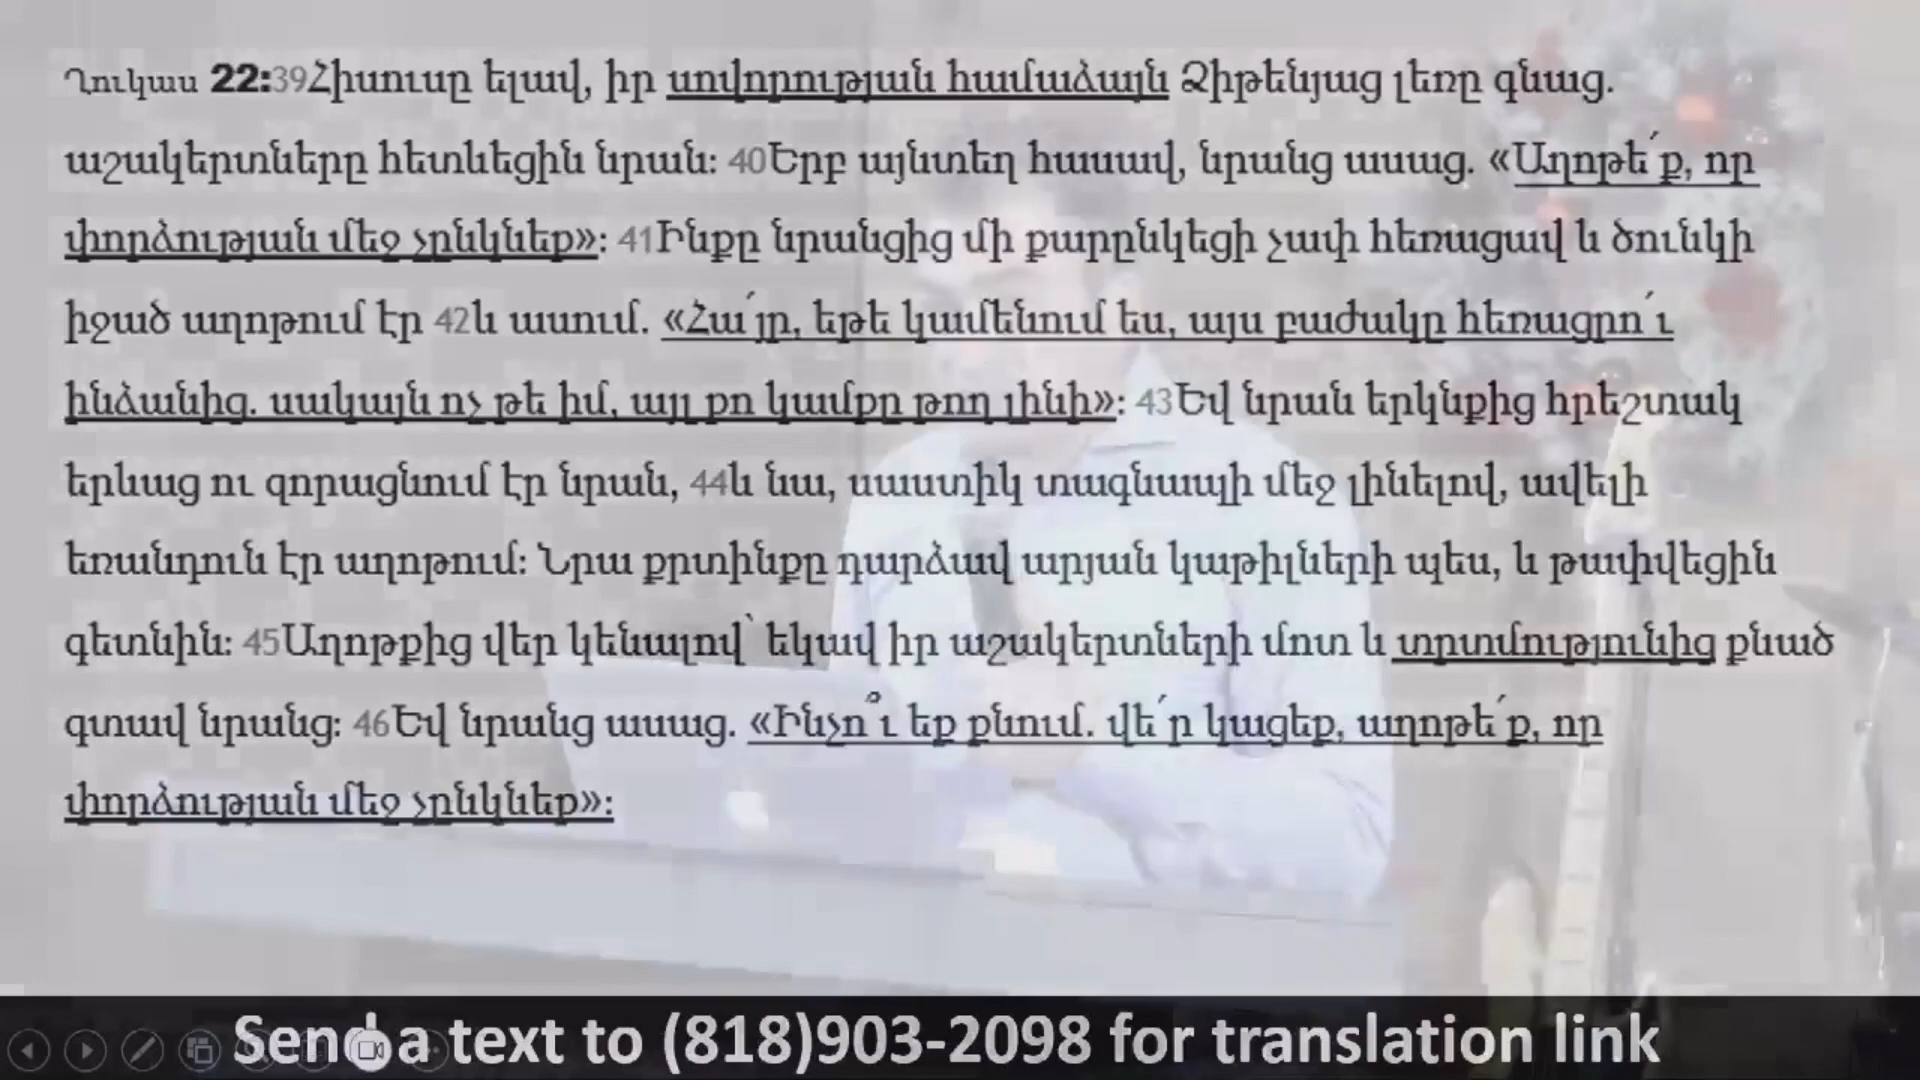 Ղուկաս 22:39Հիսուսը ելավ, իր սովորության համաձայն Ձիթենյաց լեռը գնաց.
աշակերտները հետևեցին նրան: 40Երբ այնտեղ հասավ, նրանց ասաց. «Աղոթե՛ք, որ
փորձության մեջ չընկնեք»: 41Ինքը նրանցից մի քարընկեցի չափ հեռացավ և ծունկի
իջած աղոթում էր 42և ասում. «Հա՛յր, եթե կամենում ես, այս բաժակը հեռացրո՛ւ
ինձանից. սակայն ոչ թե իմ, այլ քո կամքը թող լինի»: 43Եվ նրան երկնքից հրեշտակ
երևաց ու զորացնում էր նրան, 44և նա, սաստիկ տագնապի մեջ լինելով, ավելի
եռանդուն էր աղոթում: Նրա քրտինքը դարձավ արյան կաթիլների պես, և թափվեցին
գետնին: 45Աղոթքից վեր կենալով՝ եկավ իր աշակերտների մոտ և տրտմությունից քնած
գտավ նրանց: 46Եվ նրանց ասաց. «Ինչո՞ւ եք քնում. վե՛ր կացեք, աղոթե՛ք, որ
փորձության մեջ չընկնեք»:
Send a text to (818)903-2098 for translation link